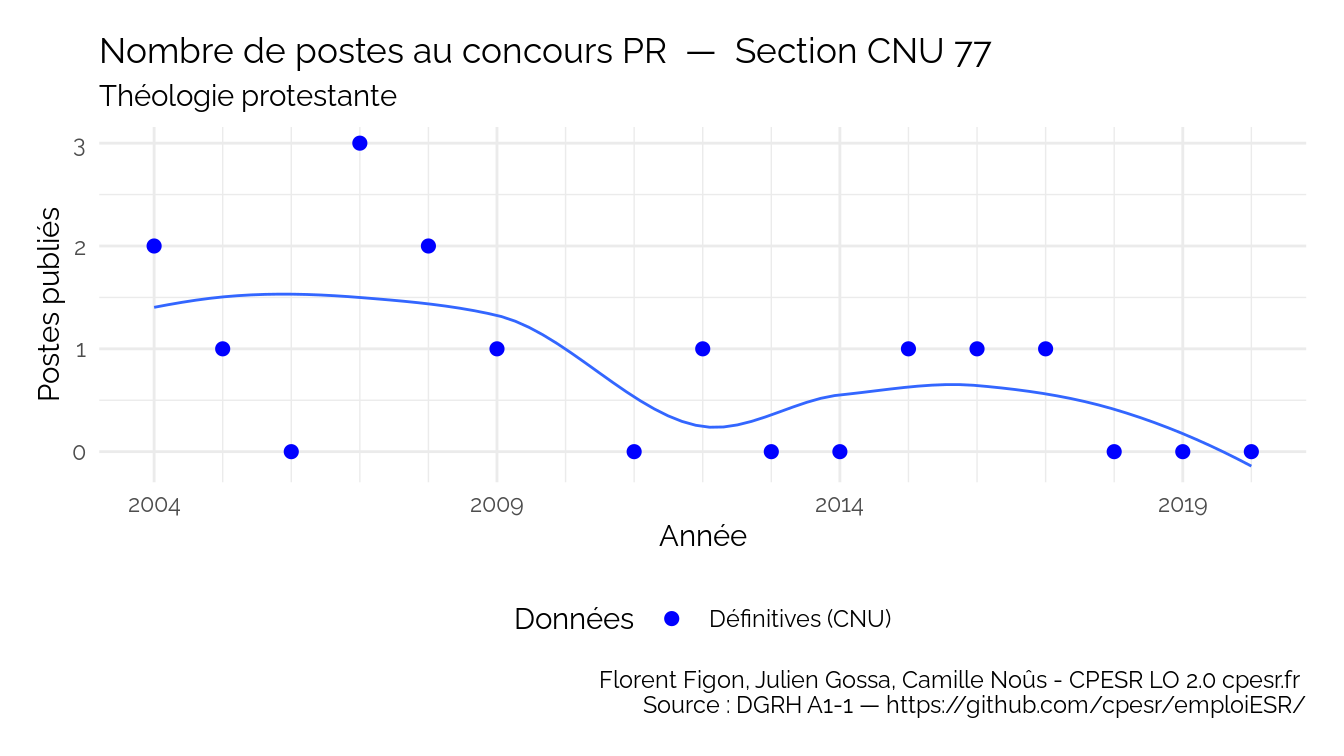 Nombre de postes au concours PR — Section CNU 77
Théologie protestante
3
2
1
0
Postes publiés
2004 2009 2014 2019
Année
Données Définitives (CNU)
Florent Figon, Julien Gossa, Camille Noûs - CPESR LO 2.0 cpesr.fr
Source : DGRH A1-1 — https://github.com/cpesr/emploiESR/